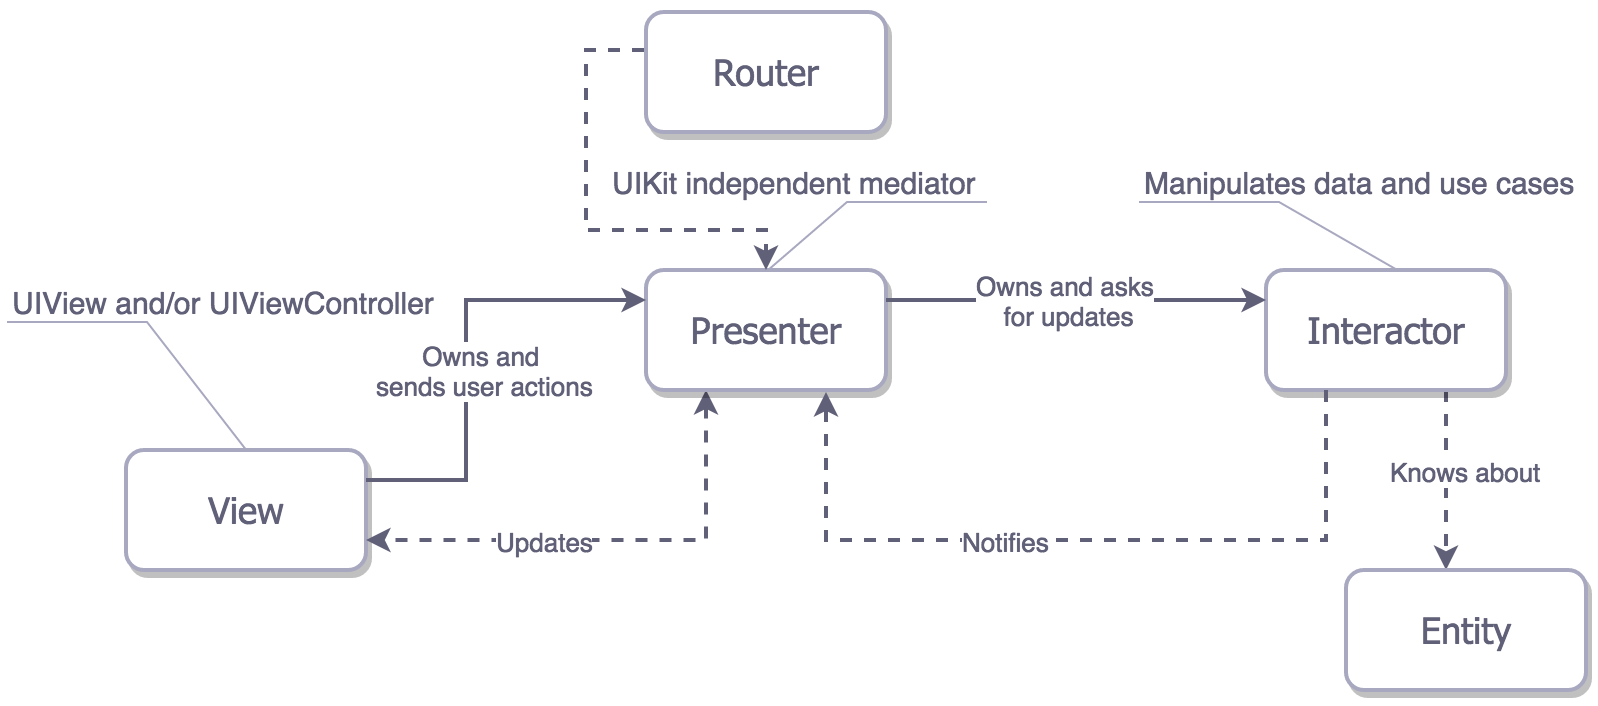 Router
UIKit independent mediator
Manipulates data and use cases
UIView and/or UIViewController
Presenter
Owns and asks
for updates
Interactor
Owns and
sends user actions
View
Updates
Notifies
Knows about
Entity